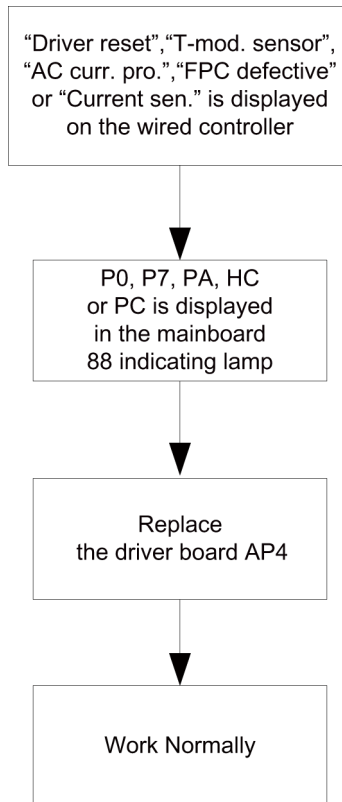 “Driver reset”,“T-mod. sensor”,
“AC curr. pro.”,“FPC defective”
or “Current sen.” is displayed
on the wired controller
P0, P7, PA, HC
or PC is displayed
in the mainboard
88 indicating lamp
Replace
the driver board AP4
Work Normally